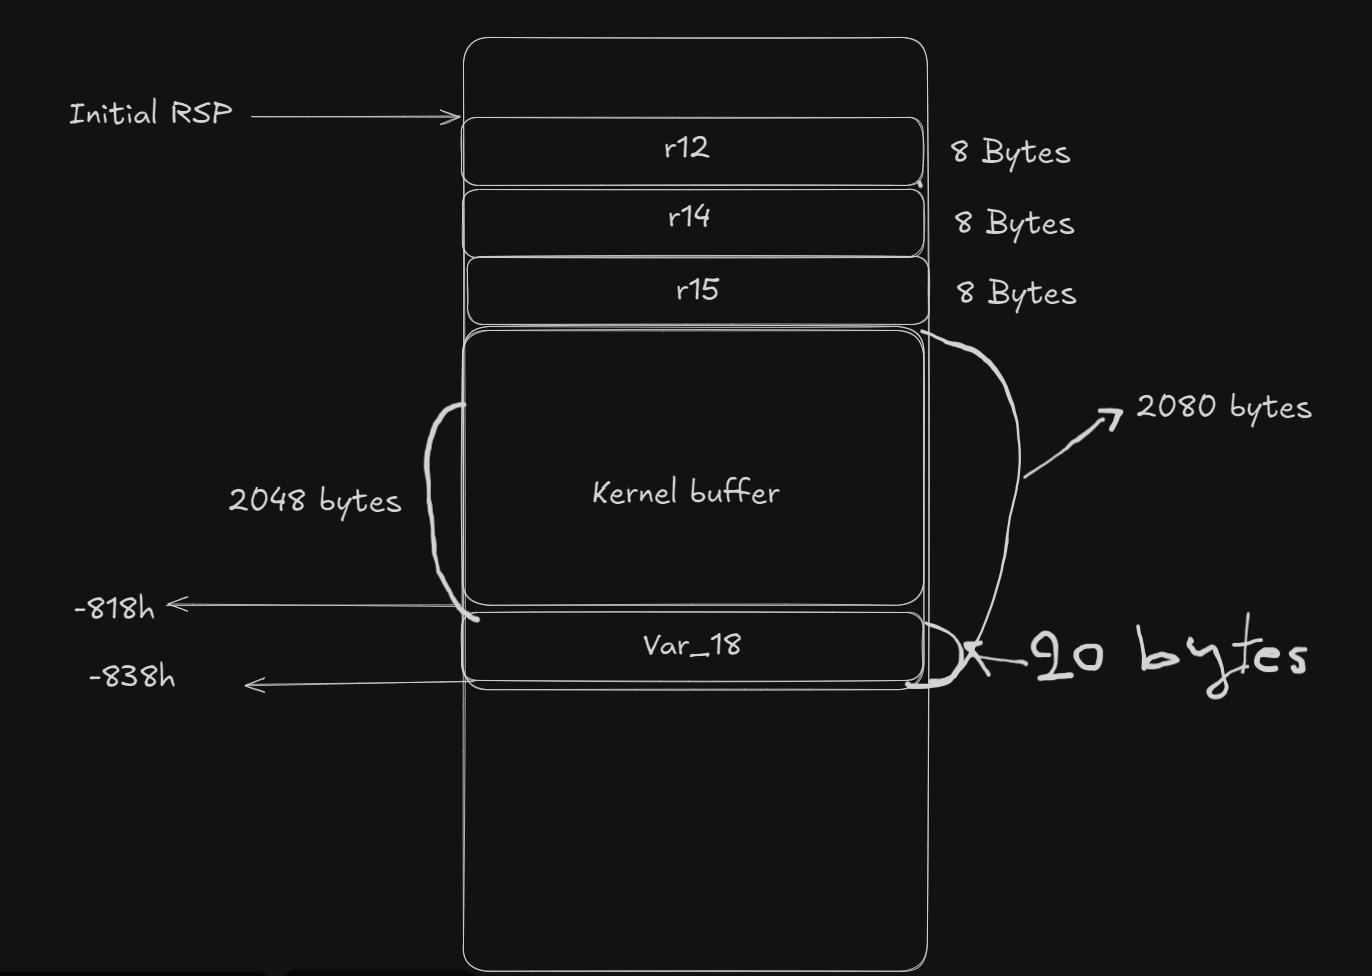 Initial RSP
r12
8 Bytes
r14
8 Bytes
r15
8 Bytes
2080 bytes
Kernel buffer
2048 bytes
-818h
Var_18
20 bytes
-838h